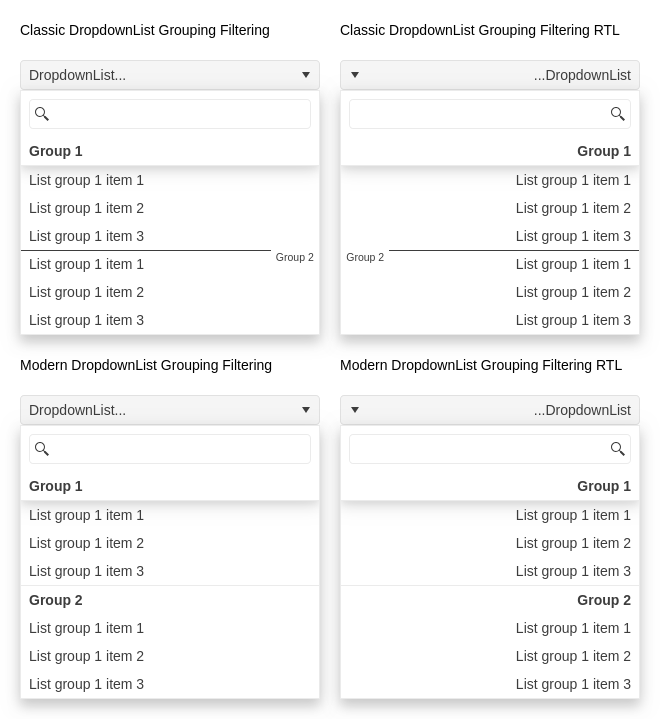 Classic DropdownList Grouping Filtering
DropdownList...
Group 1
List group 1 item 1
List group 1 item 2
List group 1 item 3
Group 2
List group 1 item 1
List group 1 item 2
List group 1 item 3
Classic DropdownList Grouping Filtering RTL
...DropdownList
Group 1
List group 1 item 1
List group 1 item 2
List group 1 item 3
Group 2
List group 1 item 1
List group 1 item 2
List group 1 item 3
Modern DropdownList Grouping Filtering
DropdownList...
Group 1
List group 1 item 1
List group 1 item 2
List group 1 item 3
Group 2
List group 1 item 1
List group 1 item 2
List group 1 item 3
Modern DropdownList Grouping Filtering RTL
...DropdownList
Group 1
List group 1 item 1
List group 1 item 2
List group 1 item 3
Group 2
List group 1 item 1
List group 1 item 2
List group 1 item 3